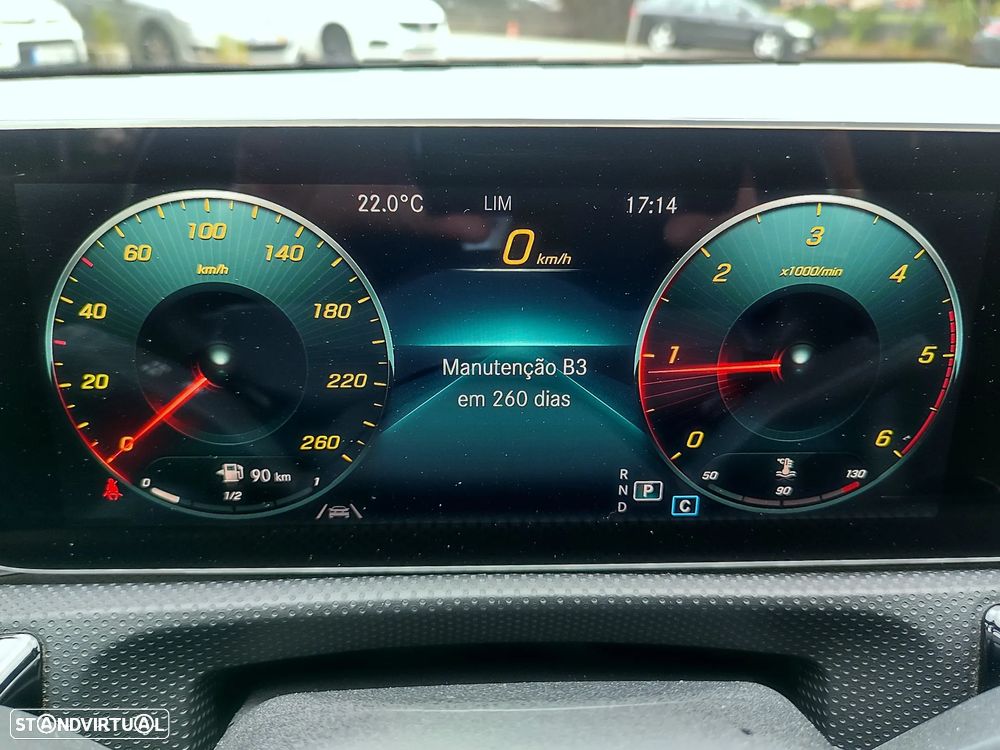 22.0°C
LIM
17:14
0 km/h
0
20
40
60
100
140
180
220
260
km/h
0
1
2
3
4
5
6
x1000/min
Manutenção B3
em 260 dias
90 km
0
1/2
1
R
N
D
P
C
°C
50
90
130
STANDVIRTUAL